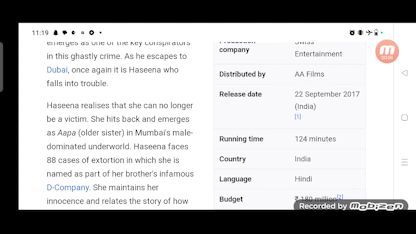 11:19
emerges as one of the key conspirators
in this ghastly crime. As he escapes to
Dubai, once again it is Haseena who
falls into trouble.
Haseena realises that she can no longer
be a victim. She hits back and emerges
as Aapa (older sister) in Mumbai's male-
dominated underworld. Haseena faces
88 cases of extortion in which she is
named as part of her brother's infamous
D-Company. She maintains her
innocence and relates the story of how
Production
company
Swiss
Entertainment
Distributed by AA Films
Release date 22 September 2017
(India)
[1]
Running time 124 minutes
Country India
Language Hindi
Budget ₹ 180 million[2]
Recorded by mobizen